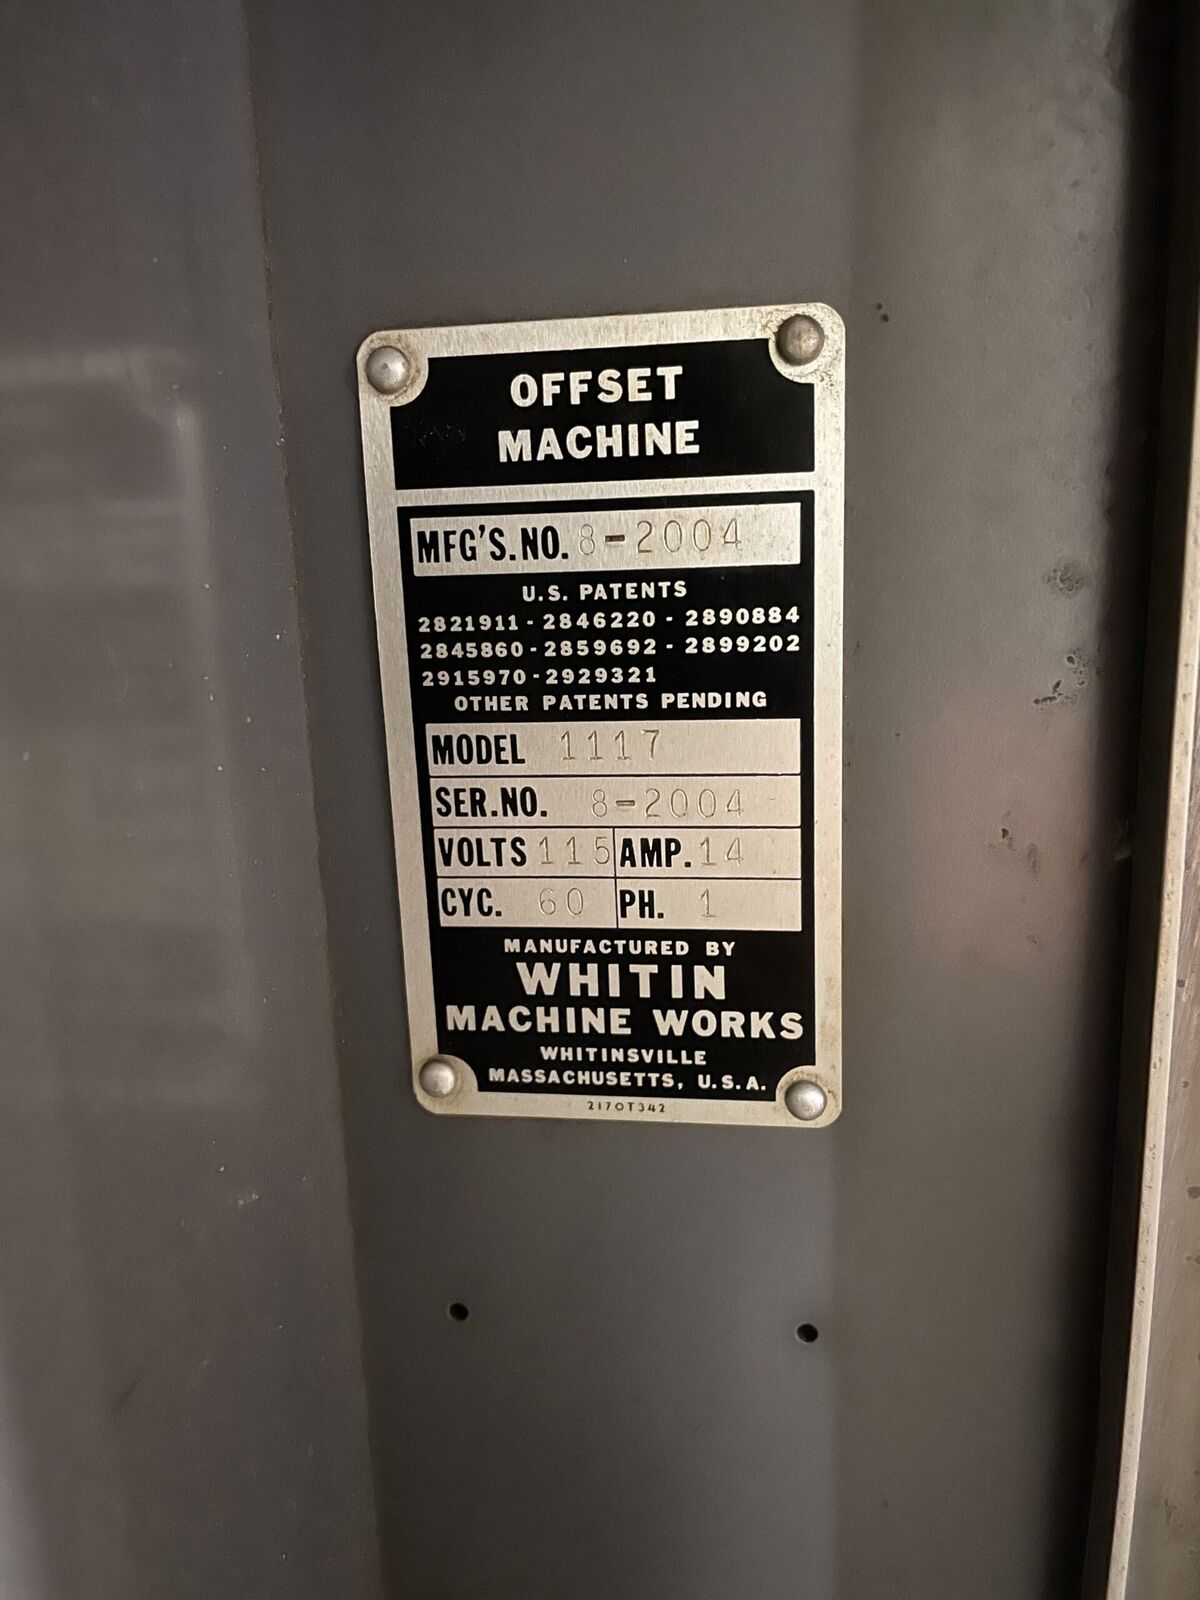 OFFSET
MACHINE
MFG'S. NO. 8-2004
U.S. PATENTS
2821911 - 2846220 - 2890884
2845860 - 2859692 - 2899202
2915970 - 2929321
OTHER PATENTS PENDING
MODEL 1117
SER. NO. 8-2004
VOLTS 115 AMP. 14
CYC. 60 PH. 1
MANUFACTURED BY
WHITIN
MACHINE WORKS
WHITINSVILLE
MASSACHUSETTS, U.S.A.
2170T342